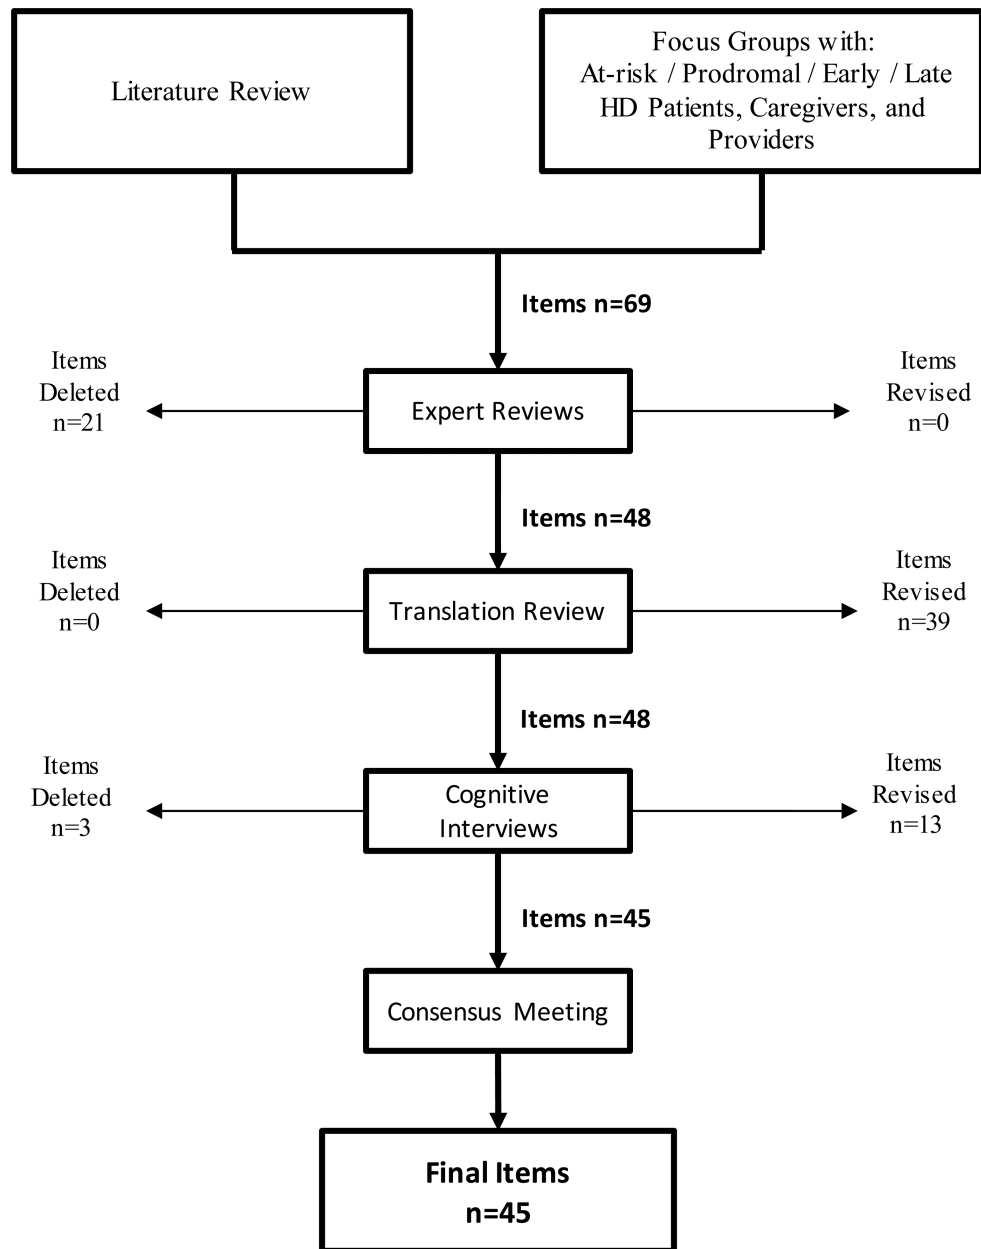 Literature Review
Focus Groups with:
At-risk / Prodromal / Early / Late
HD Patients, Caregivers, and
Providers
Items n=69
Items
Deleted
n=21
Expert Reviews
Items
Revised
n=0
Items n=48
Items
Deleted
n=0
Translation Review
Items
Revised
n=39
Items n=48
Items
Deleted
n=3
Cognitive
Interviews
Items
Revised
n=13
Items n=45
Consensus Meeting
Final Items
n=45